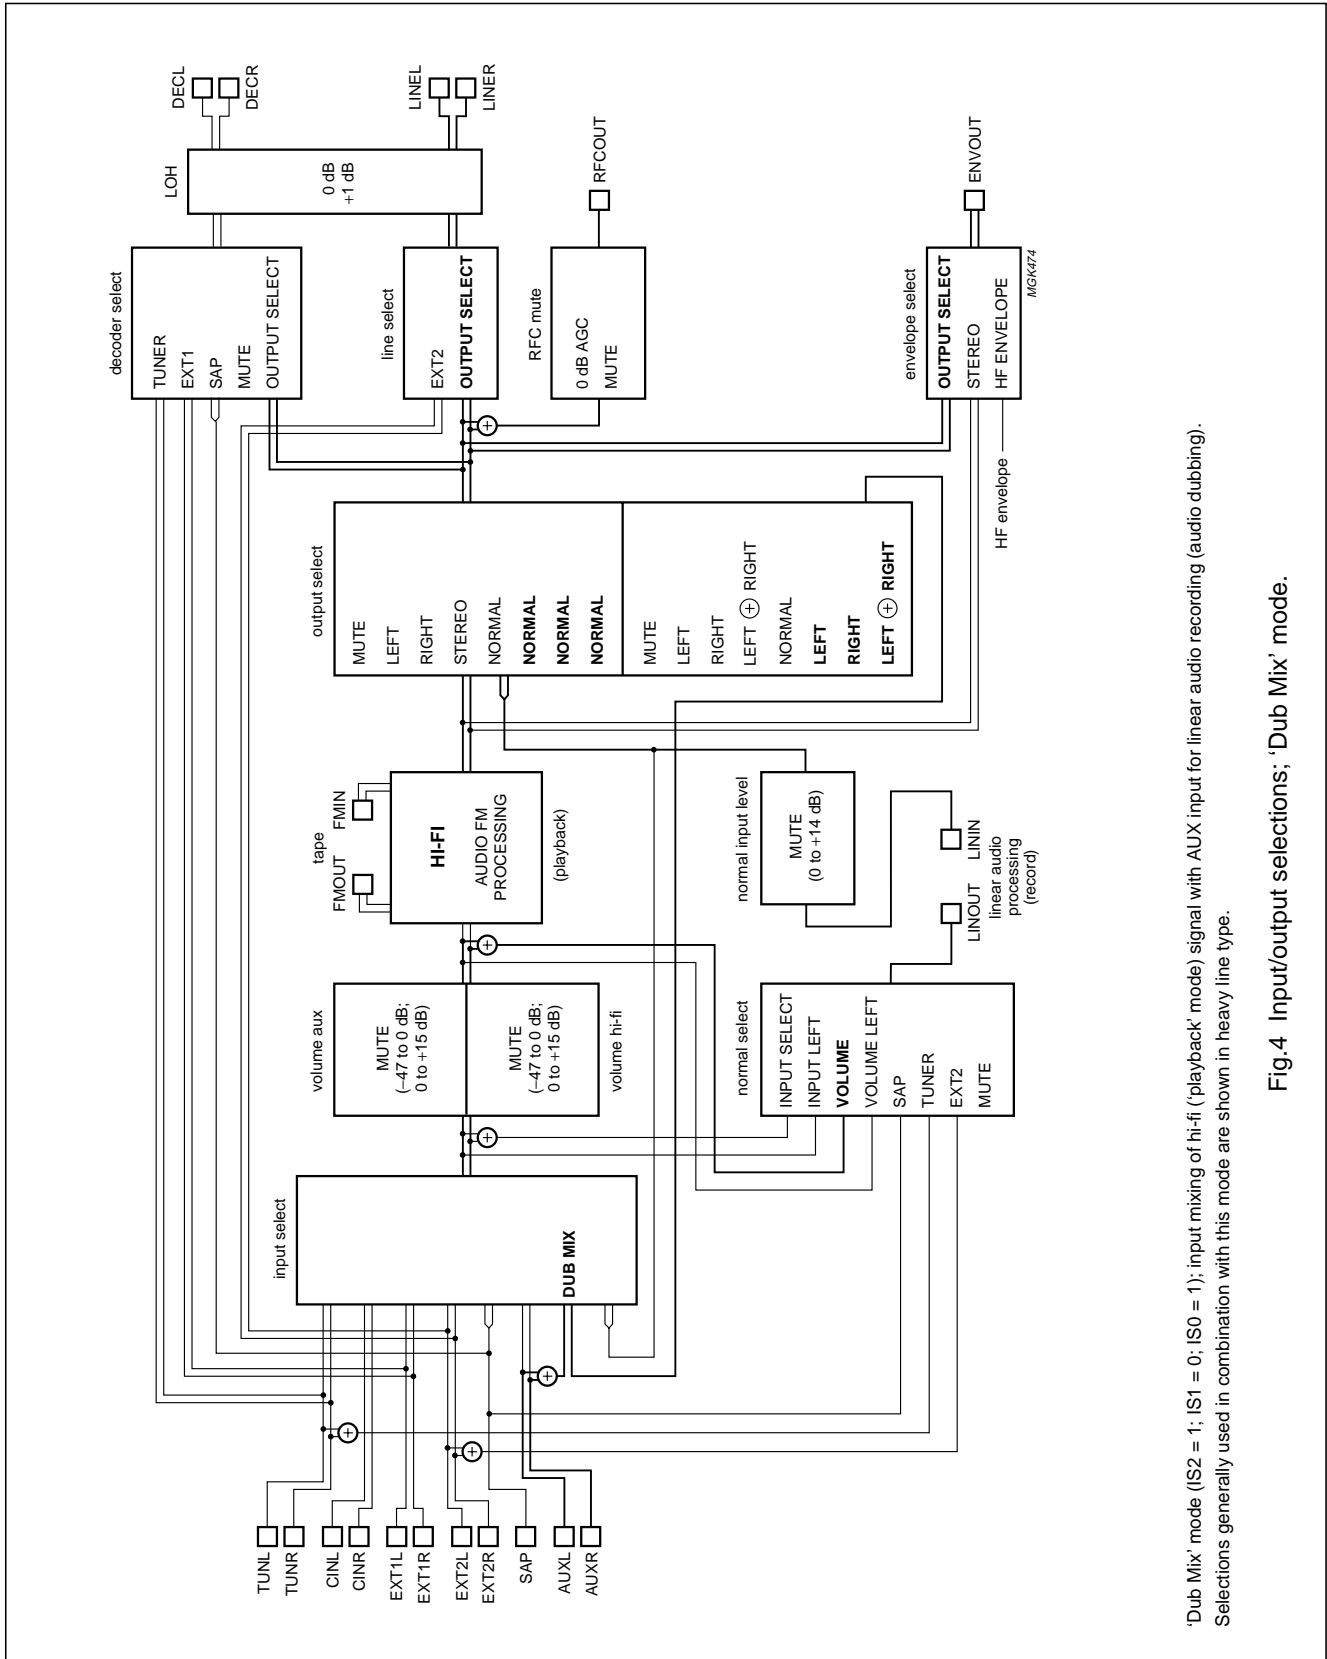 TUNL
TUNR
CINL
CINR
EXT1L
EXT1R
EXT2L
EXT2R
SAP
AUXL
AUXR
input select
DUB MIX
volume aux
MUTE
(−47 to 0 dB;
0 to +15 dB)
MUTE
(−47 to 0 dB;
0 to +15 dB)
volume hi-fi
normal select
INPUT SELECT
INPUT LEFT
VOLUME
VOLUME LEFT
SAP
TUNER
EXT2
MUTE
tape
FMOUT
FMIN
HI-FI
AUDIO FM
PROCESSING
(playback)
normal input level
MUTE
(0 to +14 dB)
LINOUT
LININ
linear audio
processing
(record)
output select
MUTE
LEFT
RIGHT
STEREO
NORMAL
NORMAL
NORMAL
NORMAL
MUTE
LEFT
RIGHT
LEFT + RIGHT
NORMAL
LEFT
RIGHT
LEFT + RIGHT
decoder select
TUNER
EXT1
SAP
MUTE
OUTPUT SELECT
line select
EXT2
OUTPUT SELECT
RFC mute
0 dB AGC
MUTE
envelope select
OUTPUT SELECT
STEREO
HF ENVELOPE
HF envelope
MGK474
LOH
0 dB
+1 dB
DECL
DECR
LINEL
LINER
RFCOUT
ENVOUT
‘Dub Mix’ mode (IS2 = 1; IS1 = 0; IS0 = 1); input mixing of hi-fi (‘playback’ mode) signal with AUX input for linear audio recording (audio dubbing).
Selections generally used in combination with this mode are shown in heavy line type.
Fig.4 Input/output selections; ‘Dub Mix’ mode.